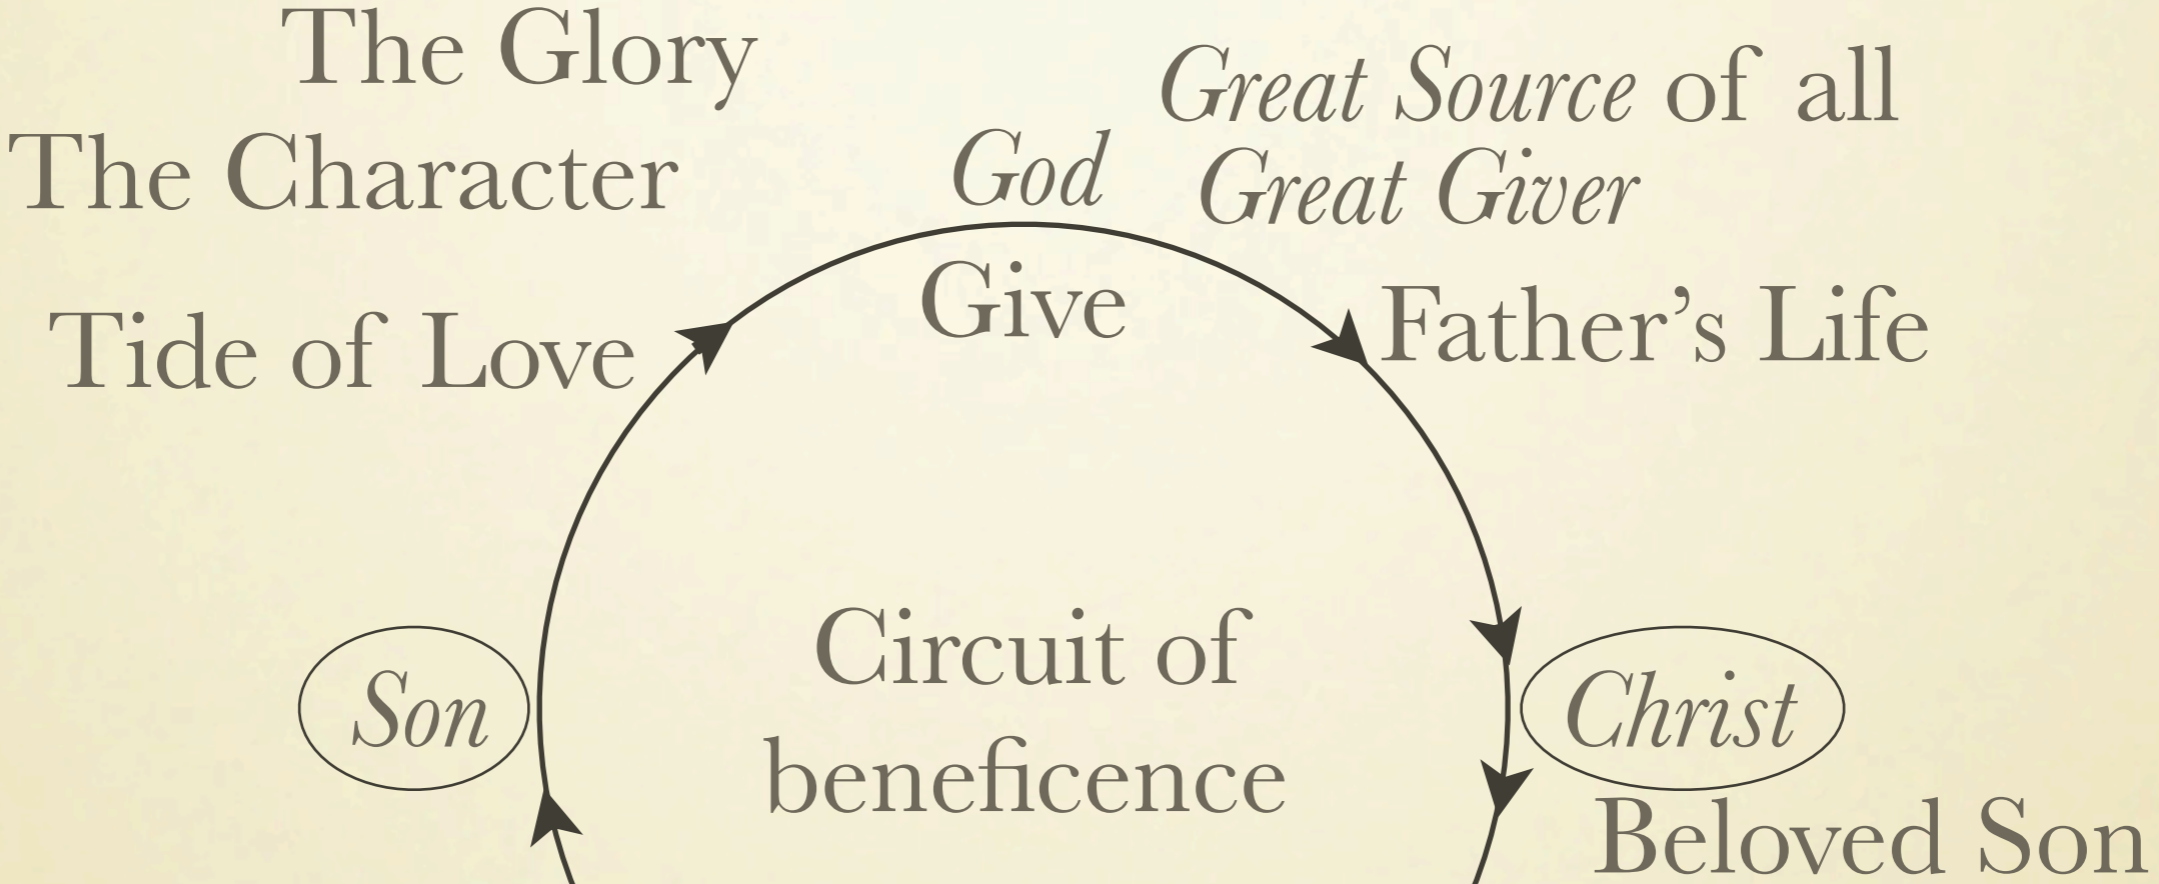 The Glory
Great Source of all
The Character
God
Great Giver
Give
Father’s Life
Tide of Love
Circuit of
beneficence
Son
Christ
Beloved Son